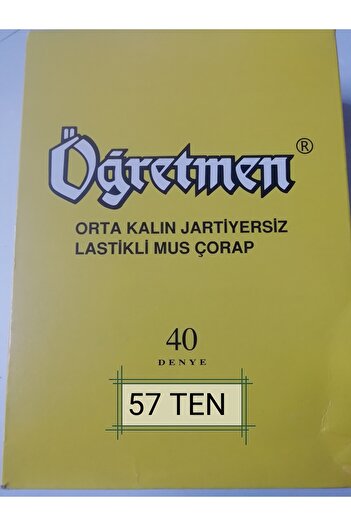 Öğretmen ®
ORTA KALIN JARTİYERSİZ
LASTİKLİ MUS ÇORAP
40
DENYE
57 TEN